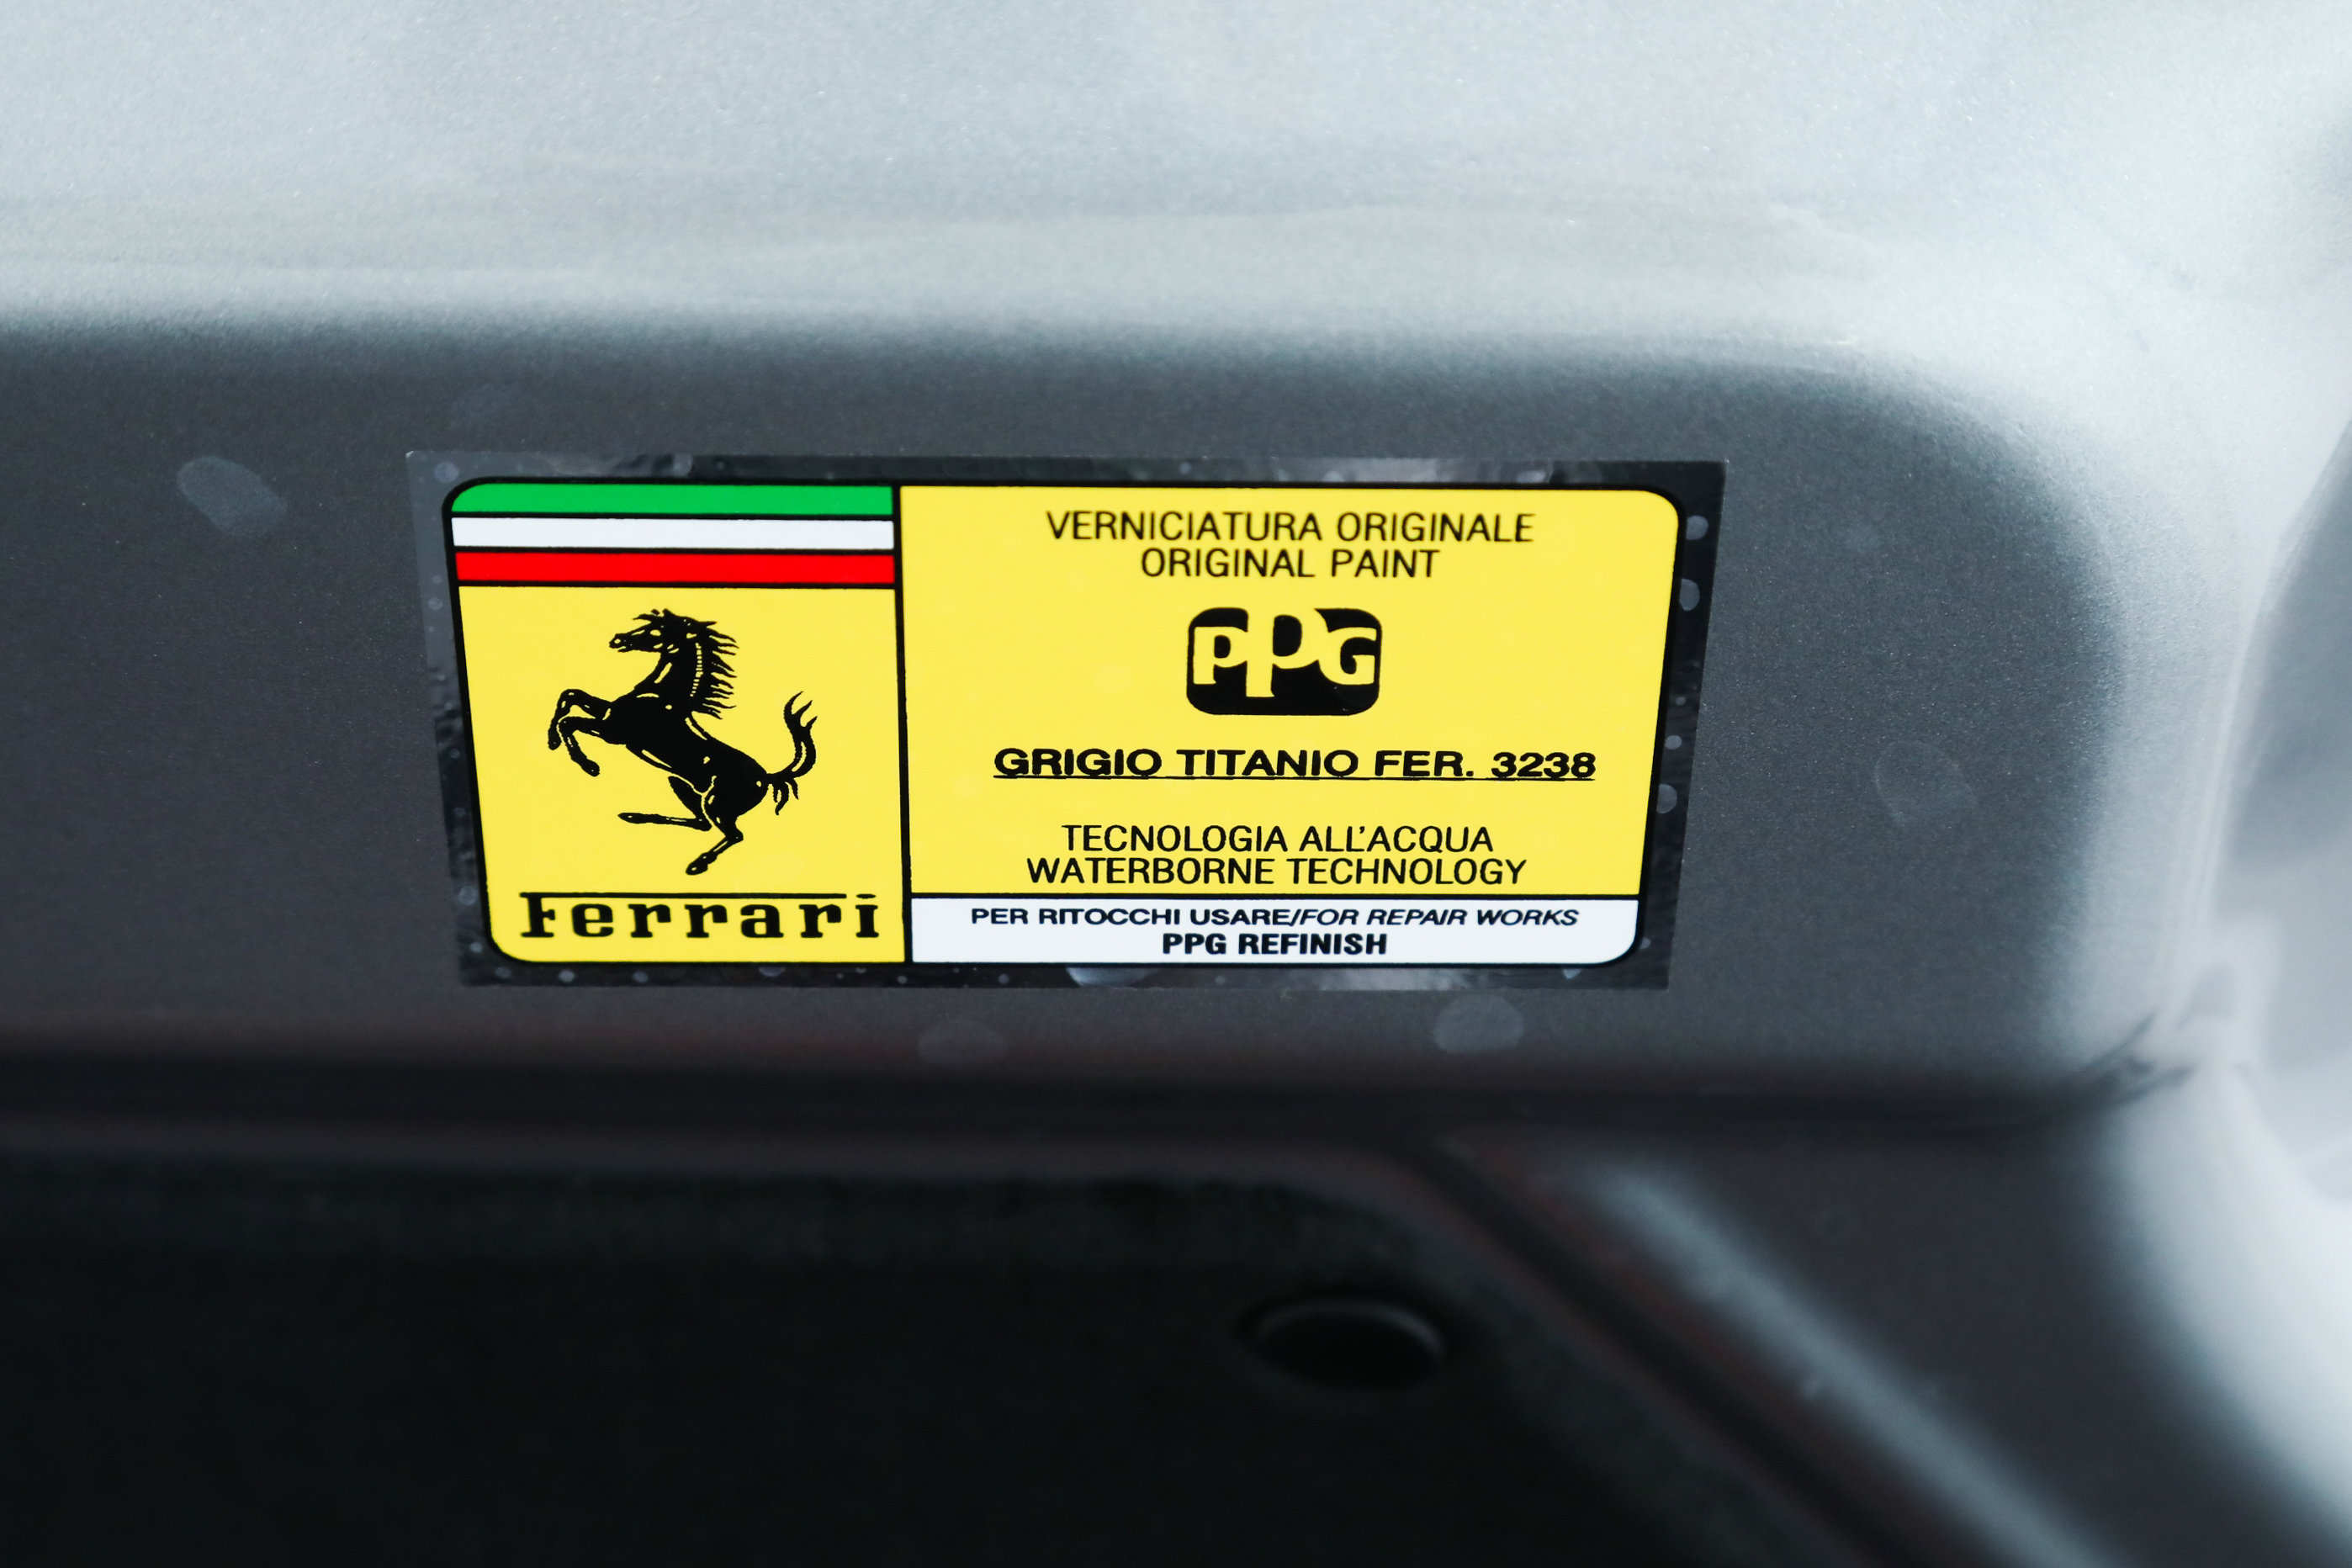 Ferrari
VERNICIATURA ORIGINALE
ORIGINAL PAINT
PPG
GRIGIO TITANIO FER. 3238
TECNOLOGIA ALL'ACQUA
WATERBORNE TECHNOLOGY
PER RITOCCHI USARE/FOR REPAIR WORKS
PPG REFINISH